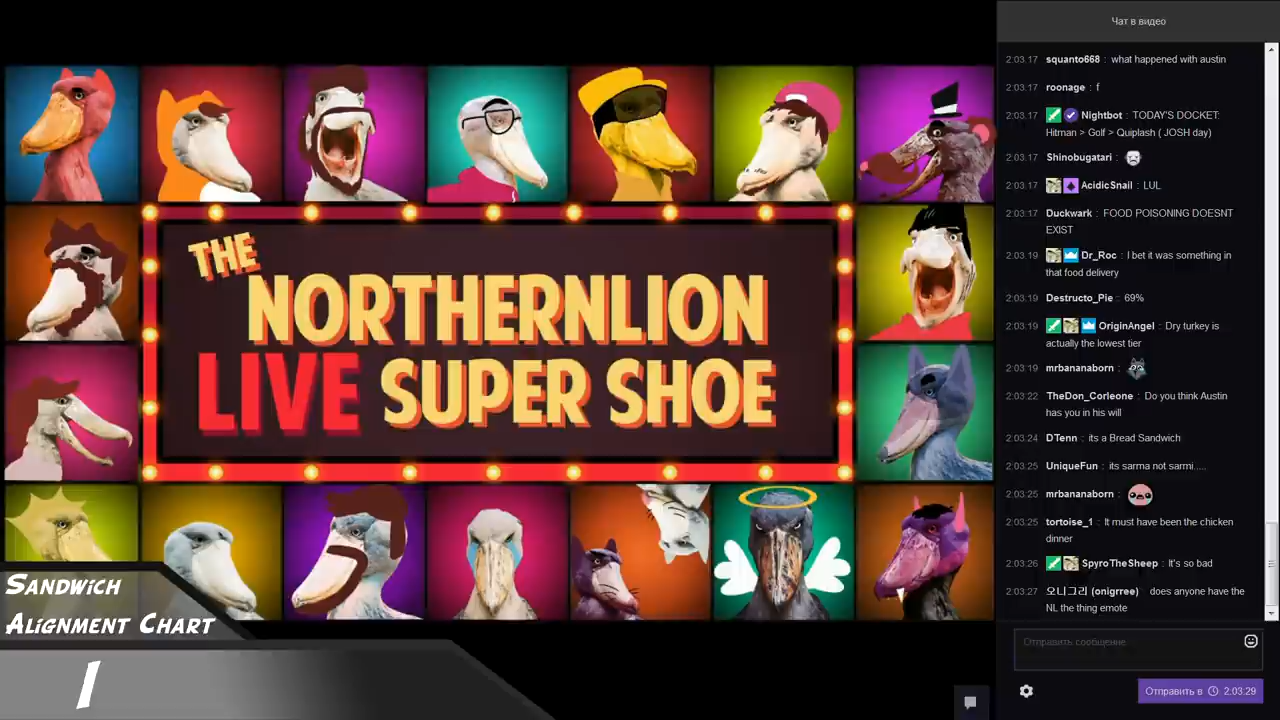 THE
NORTHERNLION
LIVE SUPER SHOE
SANDWICH
ALIGNMENT CHART
1
Чат в видео
2.03.17 squanto668 : what happened with austin
2.03.17 roonage : f
2.03.17 Nightbot : TODAY'S DOCKET:
Hitman > Golf > Quiplash ( JOSH day)
2.03.17 Shinobugatari :
2.03.17 AcidicSnail : LUL
2.03.17 Duckwark : FOOD POISONING DOESNT
EXIST
2.03.19 Dr_Roc : I bet it was something in
that food delivery
2.03.19 Destructo_Pie : 69%
2.03.19 OriginAngel : Dry turkey is
actually the lowest tier
2.03.19 mrbananaborn :
2.03.22 TheDon_Corleone : Do you think Austin
has you in his will
2.03.24 DTenn : its a Bread Sandwich
2.03.25 UniqueFun : its sarma not sarmi.....
2.03.25 mrbananaborn :
2.03.25 tortoise_1 : It must have been the chicken
dinner
2.03.26 SpyroTheSheep : It's so bad
2.03.27 오니그리 (onigrree) does anyone have the
NL the thing emote
Отправить сообщение
Отправить в 2.03.29